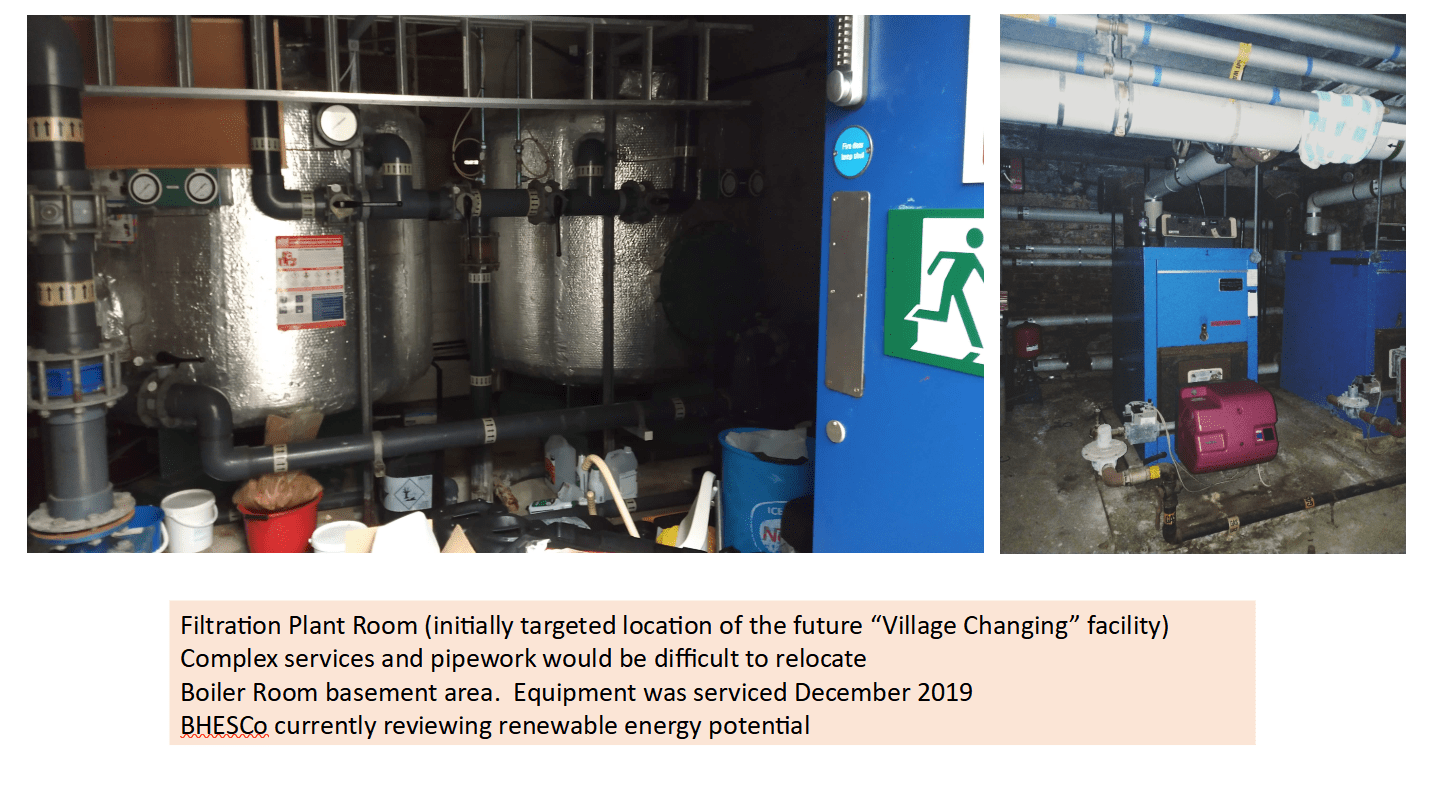 Fire door
keep shut
ICE
Filtration Plant Room (initially targeted location of the future “Village Changing” facility)
Complex services and pipework would be difficult to relocate
Boiler Room basement area.  Equipment was serviced December 2019
BHESCo currently reviewing renewable energy potential